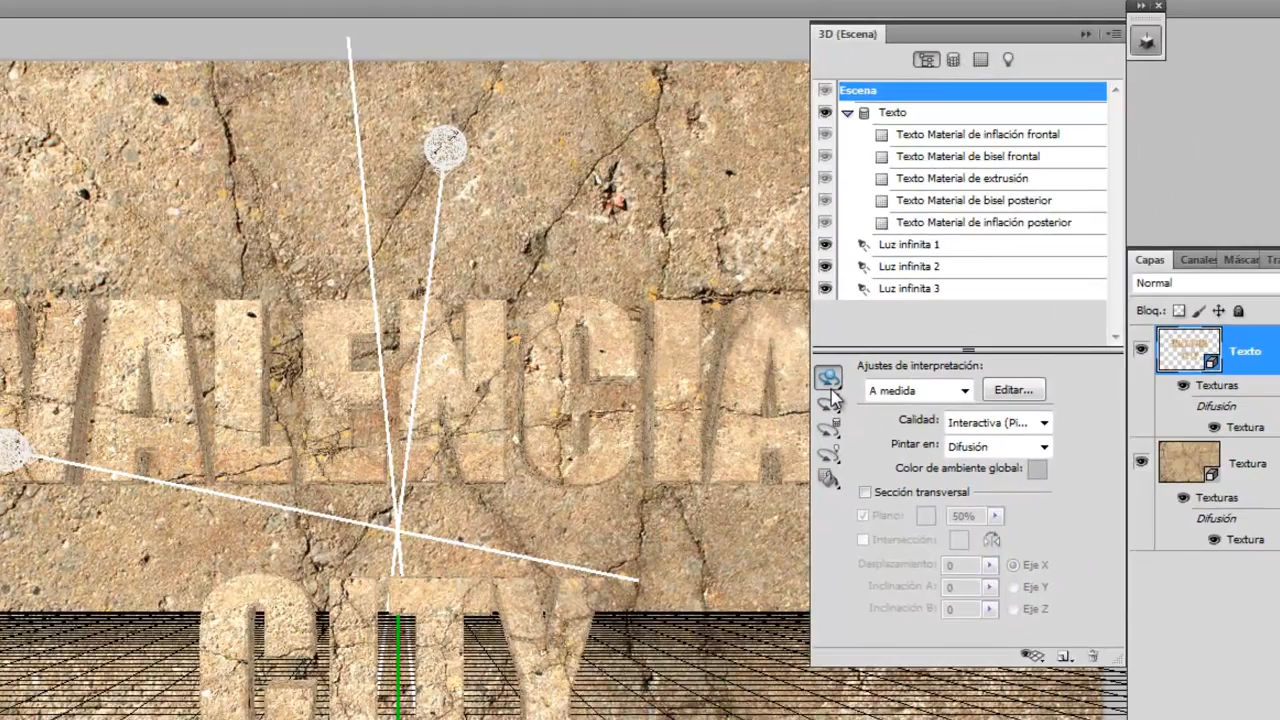 3D (Escena)
Escena
Texto
Texto Material de inflación frontal
Texto Material de bisel frontal
Texto Material de extrusión
Texto Material de bisel posterior
Texto Material de inflación posterior
Luz infinita 1
Luz infinita 2
Luz infinita 3
Ajustes de interpretación:
A medida
Editar...
Calidad:
Interactiva (Pi...
Pintar en:
Difusión
Color de ambiente global:
Sección transversal
Plano:
50%
Intersección:
Desplazamiento:
0
Eje X
Inclinación A:
0
Eje Y
Inclinación B:
0
Eje Z
Capas
Canales
Máscar
Tra
Normal
Bloq.:
Texto
Texturas
Difusión
Textura
Textura
Texturas
Difusión
Textura
VALENCIA
CITY